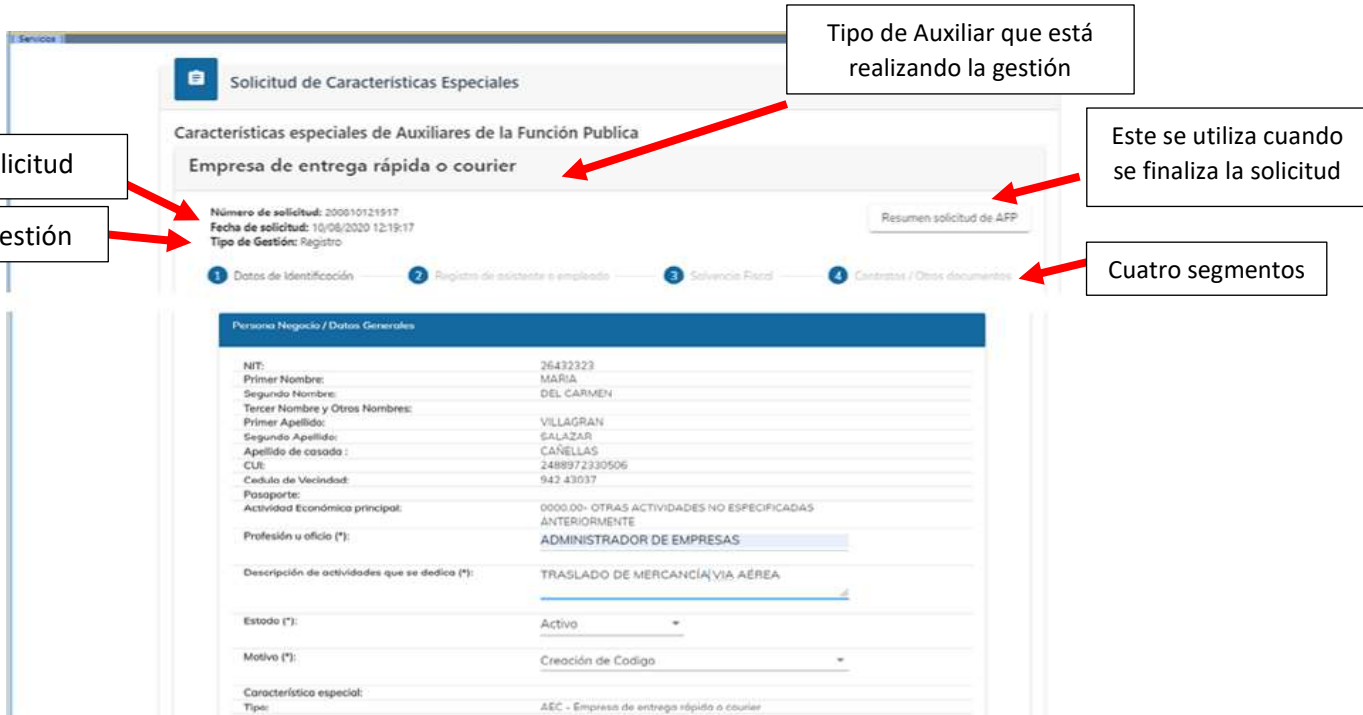 Servicios
Tipo de Auxiliar que está
realizando la gestión
Solicitud de Características Especiales
Características especiales de Auxiliares de la Función Publica
Este se utiliza cuando
se finaliza la solicitud
licitud
Empresa de entrega rápida o courier
Número de solicitud: 200810121917
Fecha de solicitud: 10/08/2020 12:19:17
Tipo de Gestión: Registro
Resumen solicitud de AFP
estión
1 Datos de Identificación 2 Registro de asistente o empleado 3 Solvencia Fiscal 4 Contratos / Otros documentos
Cuatro segmentos
Persona Negocio / Datos Generales
NIT: 26432323
Primer Nombre: MARIA
Segundo Nombre: DEL CARMEN
Tercer Nombre y Otros Nombres:
Primer Apellido: VILLAGRAN
Segundo Apellido: SALAZAR
Apellido de casada : CAÑELLAS
CUI: 2488972330506
Cedula de Vecindad: 942 43037
Pasaporte:
Actividad Económica principal: 0000.00- OTRAS ACTIVIDADES NO ESPECIFICADAS
ANTERIORMENTE
Profesión u oficio (*): ADMINISTRADOR DE EMPRESAS
Descripción de actividades que se dedica (*): TRASLADO DE MERCANCÍA VIA AÉREA
Estado (*): Activo
Motivo (*): Creación de Codigo
Característica especial:
Tipo: AEC - Empresa de entrega rápida o courier